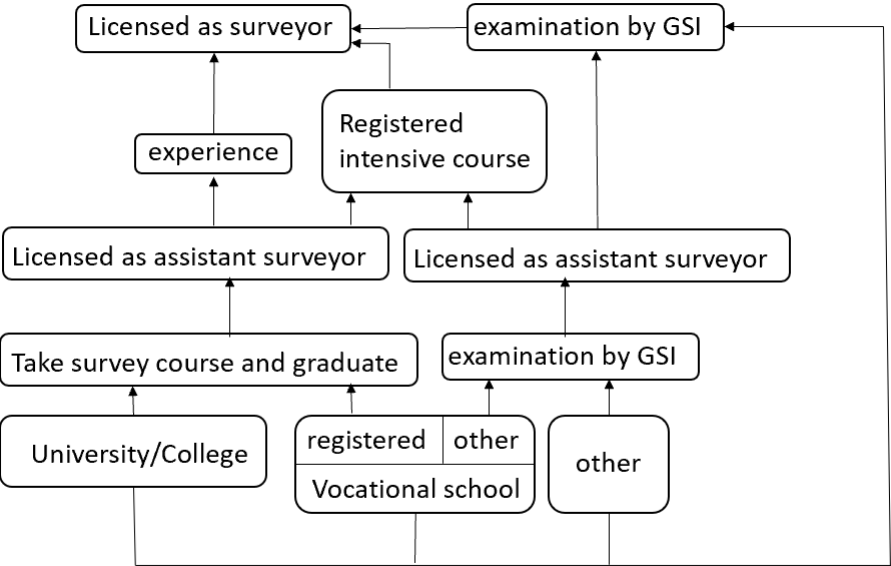 Licensed as surveyor
examination by GSI
Registered
intensive course
experience
Licensed as assistant surveyor
Licensed as assistant surveyor
Take survey course and graduate
examination by GSI
University/College
registered
other
Vocational school
other